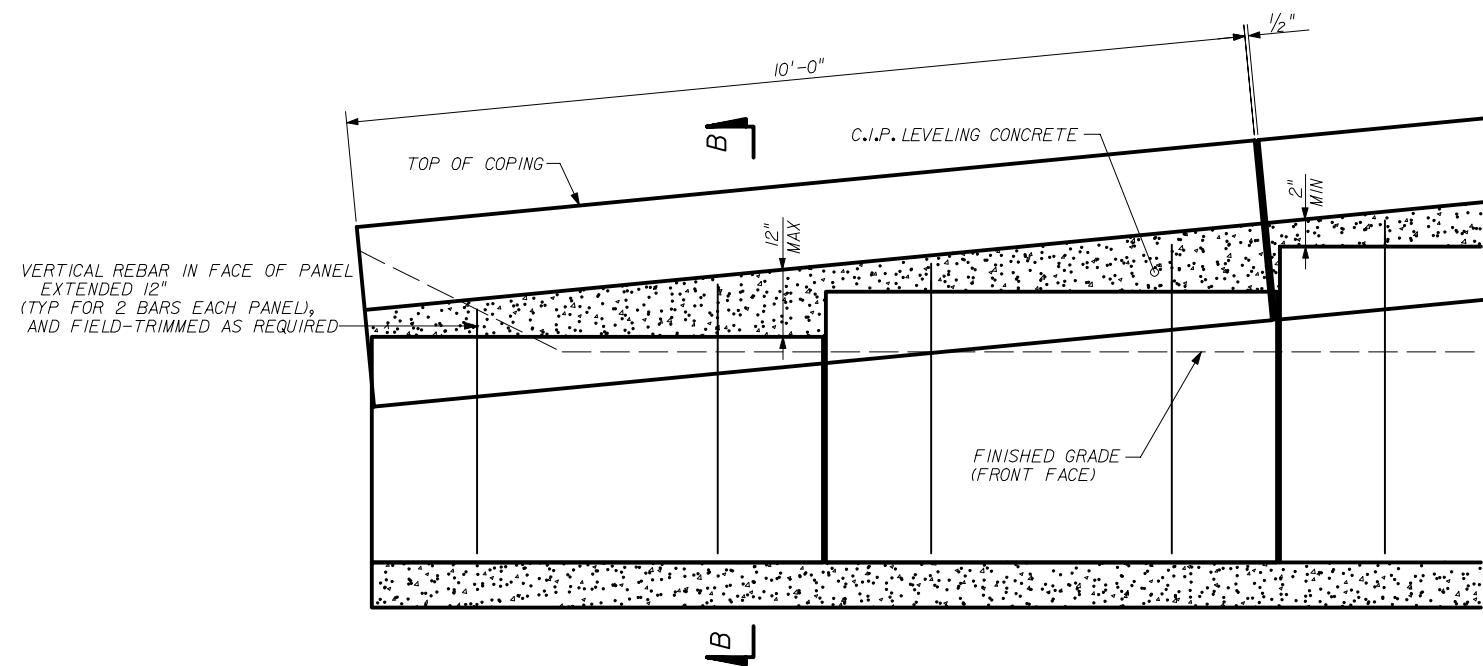 1/2"
10'-0"
B
C.I.P. LEVELING CONCRETE
TOP OF COPING
2"
MIN
12"
MAX
VERTICAL REBAR IN FACE OF PANEL
EXTENDED 12"
(TYP FOR 2 BARS EACH PANEL),
AND FIELD-TRIMMED AS REQUIRED
FINISHED GRADE
(FRONT FACE)
B